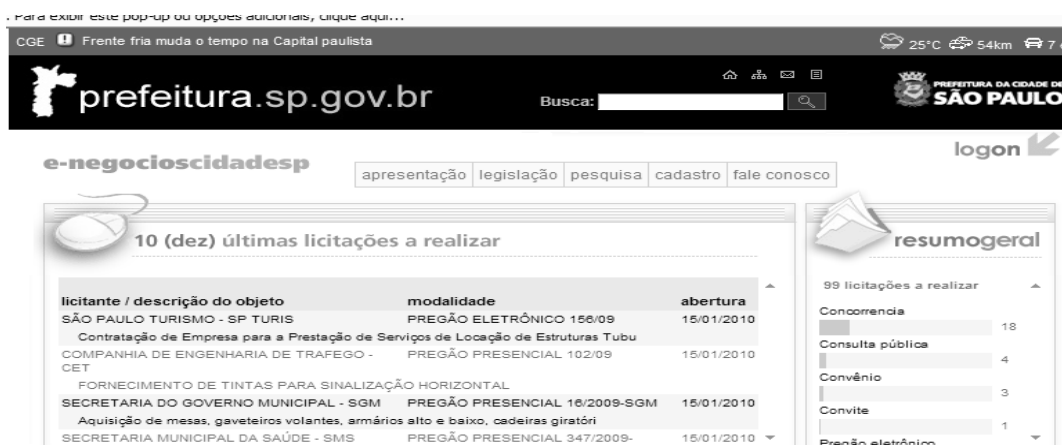 . Para exibir este pop-up ou opções adicionais, clique aqui...
CGE Frente fria muda o tempo na Capital paulista 25°C 54km 7
prefeitura.sp.gov.br
Busca:
PREFEITURA DA CIDADE DE
SÃO PAULO
logon
e-negocioscidadesp
apresentação legislação pesquisa cadastro fale conosco
10 (dez) últimas licitações a realizar
licitante / descrição do objeto modalidade abertura
SÃO PAULO TURISMO - SP TURIS PREGÃO ELETRÔNICO 156/09 15/01/2010
Contratação de Empresa para a Prestação de Serviços de Locação de Estruturas Tubu
COMPANHIA DE ENGENHARIA DE TRAFEGO - PREGÃO PRESENCIAL 102/09 15/01/2010
CET
FORNECIMENTO DE TINTAS PARA SINALIZAÇÃO HORIZONTAL
SECRETARIA DO GOVERNO MUNICIPAL - SGM PREGÃO PRESENCIAL 16/2009-SGM 15/01/2010
Aquisição de mesas, gaveteiros volantes, armários alto e baixo, cadeiras giratóri
SECRETARIA MUNICIPAL DA SAÚDE - SMS PREGÃO PRESENCIAL 347/2009- 15/01/2010
resumogeral
99 licitações a realizar
Concorrencia
18
Consulta pública
4
Convênio
3
Convite
1
Pregão eletrônico